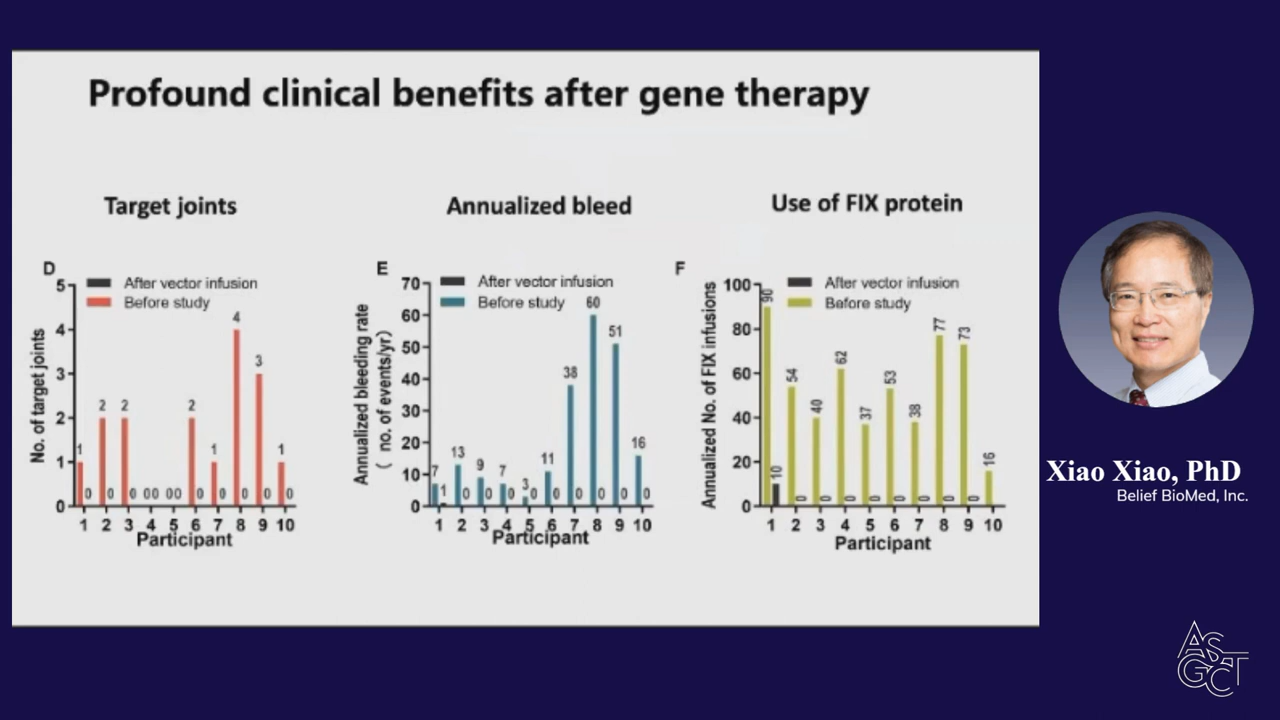 Profound clinical benefits after gene therapy
Target joints
D
After vector infusion
Before study
No. of target joints
5
4
3
2
1
0
1 0 2 0 2 0 0 0 0 0 2 0 1 0 4 0 3 0 1 0
1 2 3 4 5 6 7 8 9 10
Participant
Annualized bleed
E
After vector infusion
Before study
Annualized bleeding rate
( no. of events/yr)
70
60
50
40
30
20
10
0
7 1 13 0 9 0 7 0 3 0 11 0 38 0 60 0 51 0 16 0
1 2 3 4 5 6 7 8 9 10
Participant
Use of FIX protein
F
After vector infusion
Before study
Annualized No. of FIX infusions
100
80
60
40
20
0
90 10 54 0 40 0 62 0 37 0 53 0 38 0 77 0 73 0 16
1 2 3 4 5 6 7 8 9 10
Participant
Xiao Xiao, PhD
Belief BioMed, Inc.
ASGCT